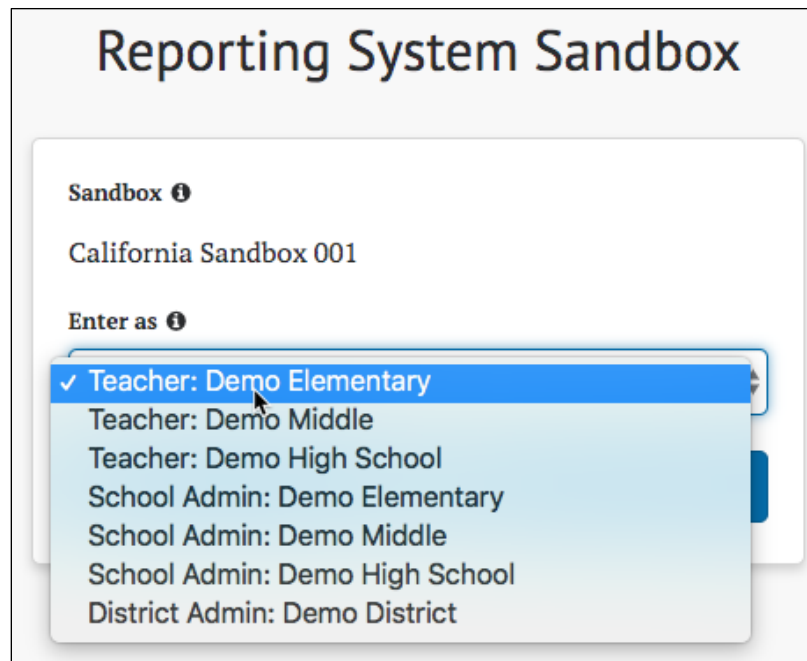 Reporting System Sandbox
Sandbox
California Sandbox 001
Enter as
✓ Teacher: Demo Elementary
Teacher: Demo Middle
Teacher: Demo High School
School Admin: Demo Elementary
School Admin: Demo Middle
School Admin: Demo High School
District Admin: Demo District